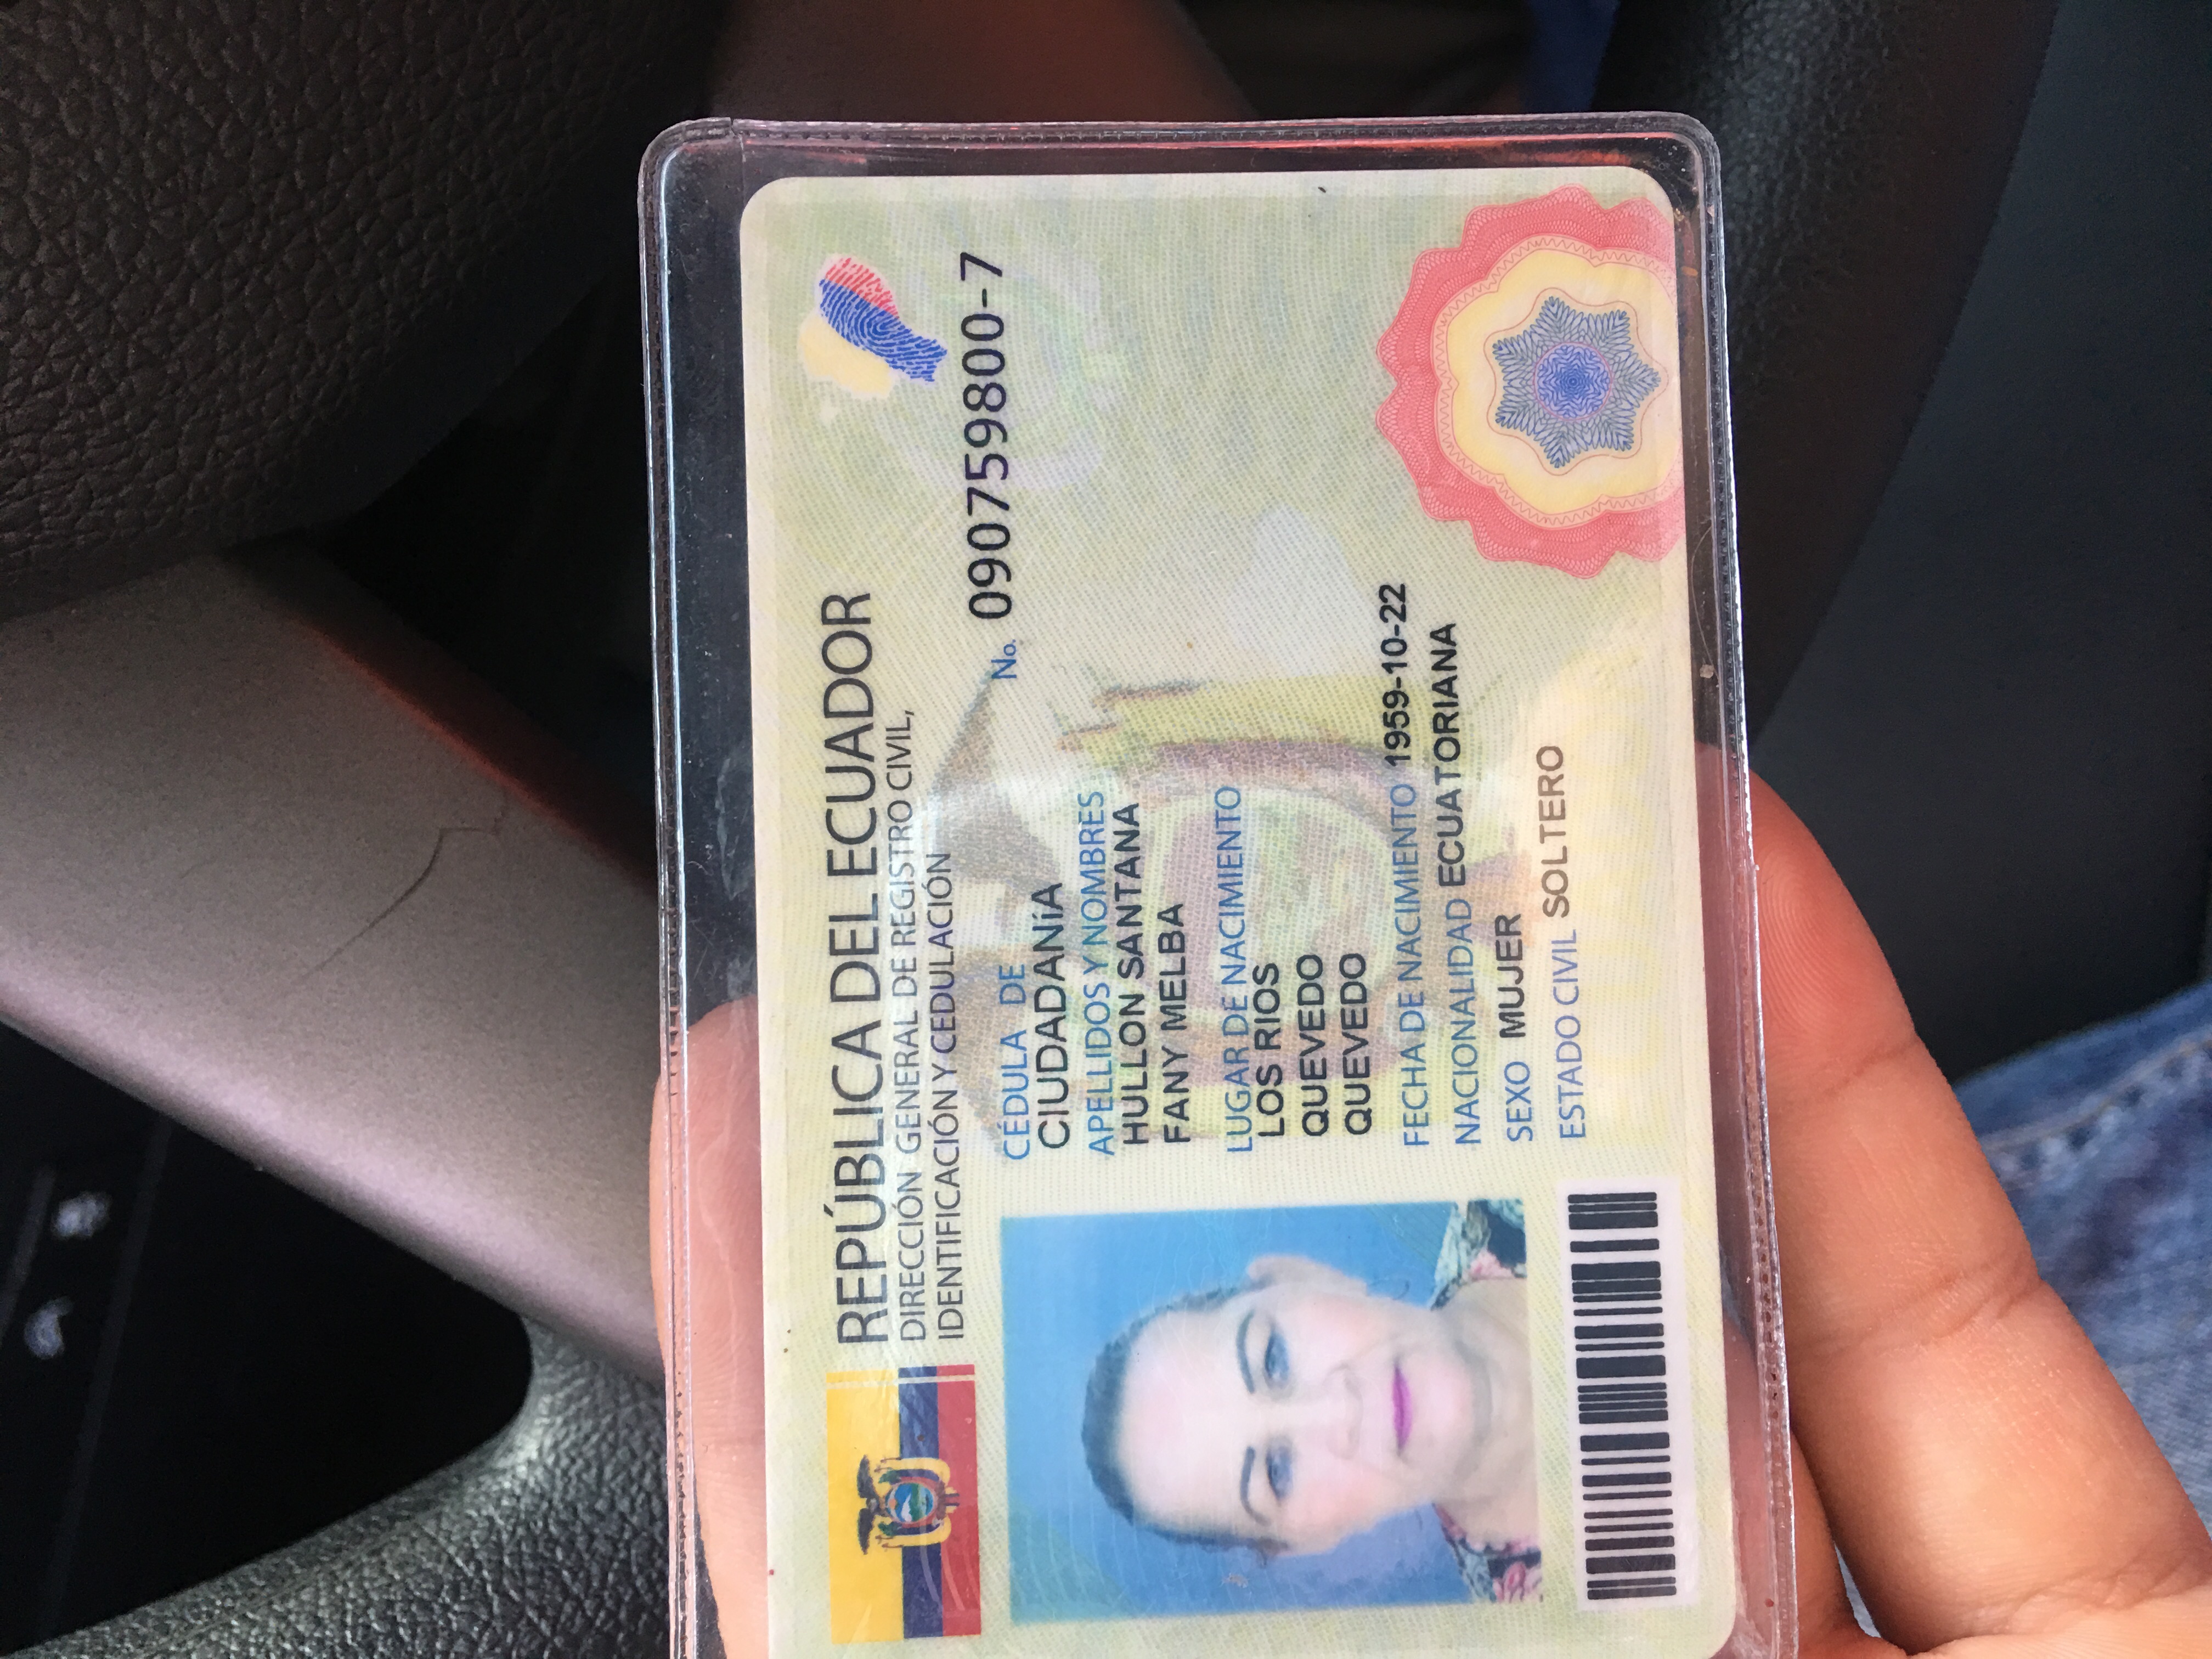 REPÚBLICA DEL ECUADOR
DIRECCIÓN GENERAL DE REGISTRO CIVIL,
IDENTIFICACIÓN Y CEDULACIÓN
No. 090759800-7
CÉDULA DE
CIUDADANíA
APELLIDOS Y NOMBRES
HULLON SANTANA
FANY MELBA
LUGAR DE NACIMIENTO
LOS RIOS
QUEVEDO
QUEVEDO
FECHA DE NACIMIENTO 1959-10-22
NACIONALIDAD ECUATORIANA
SEXO MUJER
ESTADO CIVIL SOLTERO